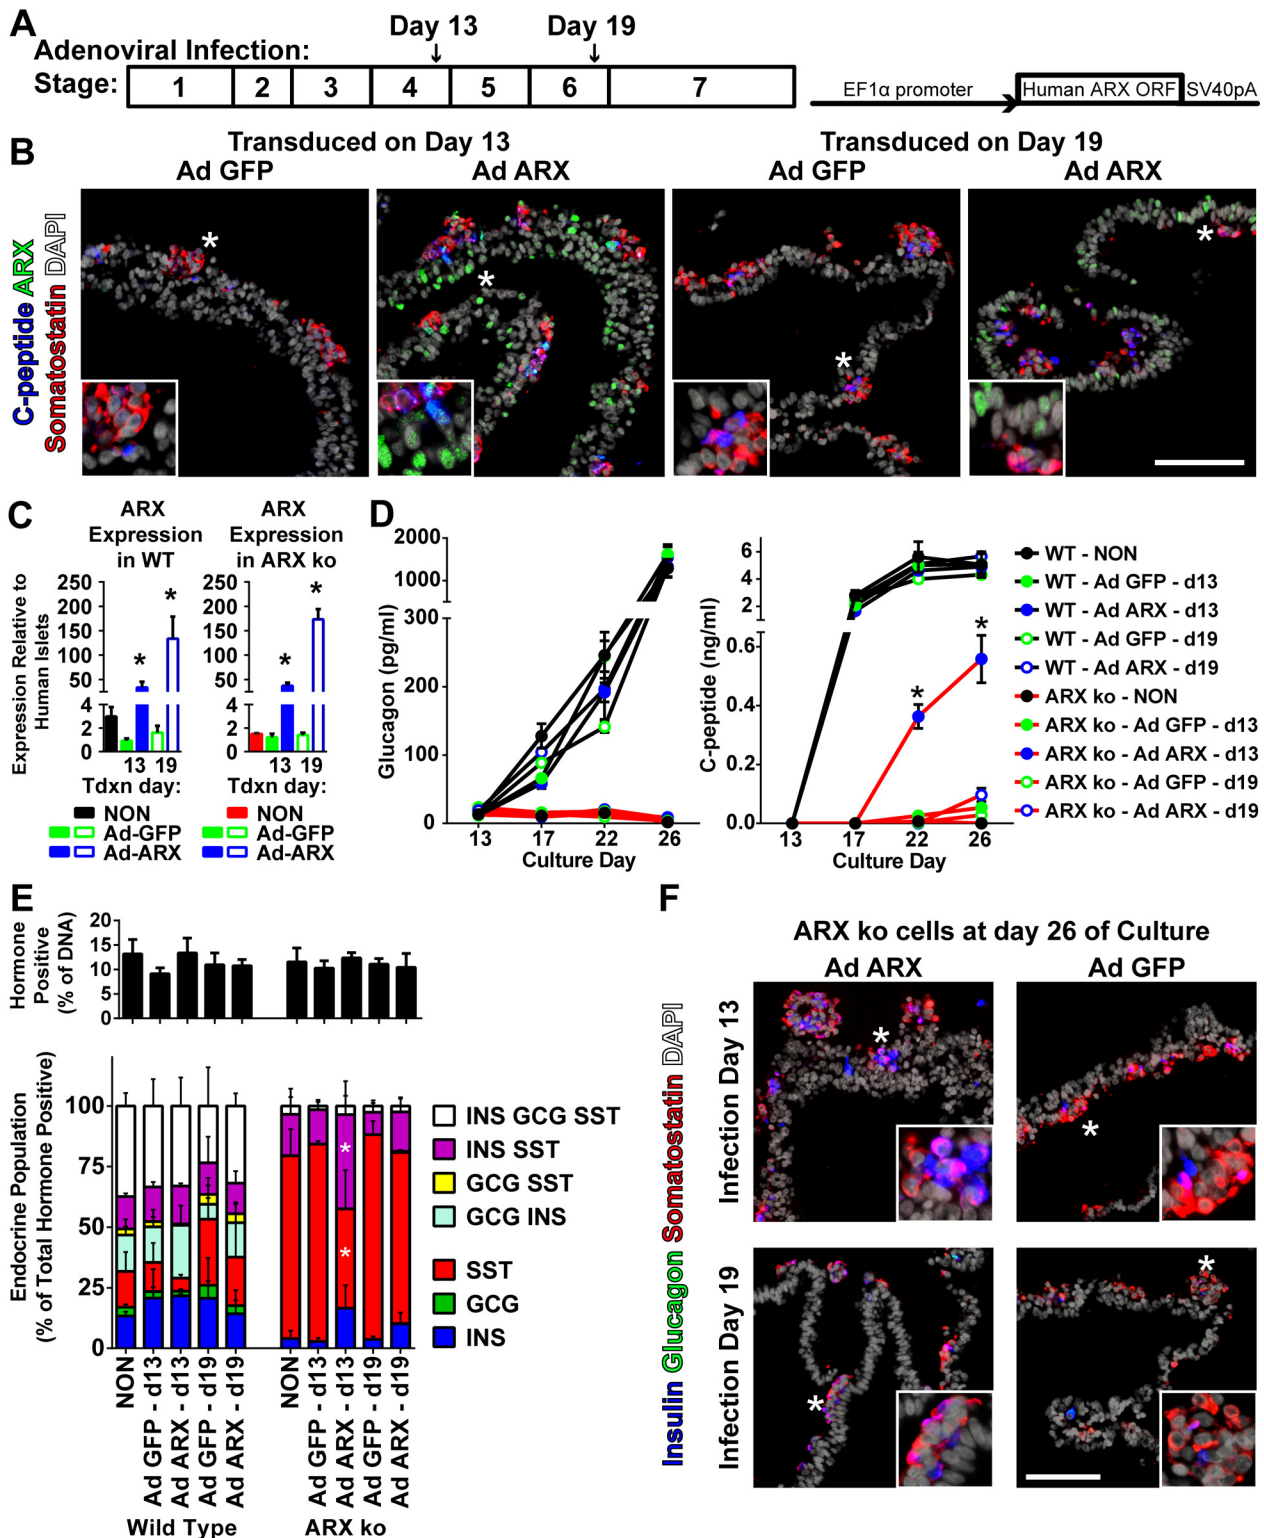 A
Adenoviral Infection:
Day 13
Day 19
Stage:
1
2
3
4
5
6
7
EF1α promoter
Human ARX ORF
SV40pA
B
Transduced on Day 13
Transduced on Day 19
Ad GFP
Ad ARX
Ad GFP
Ad ARX
C-peptide ARX
Somatostatin DAPI
*
*
*
*
C
ARX
Expression
in WT
ARX
Expression
in ARX ko
Expression Relative to
Human Islets
250
200
150
100
50
4
2
0
*
*
250
200
150
100
50
4
2
0
*
*
13 19
13 19
Tdxn day:
Tdxn day:
NON
Ad-GFP
Ad-ARX
NON
Ad-GFP
Ad-ARX
D
Glucagon (pg/ml)
2000
1000
300
200
100
0
13 17 22 26
Culture Day
C-peptide (ng/ml)
6
4
2
0.6
0.4
0.2
0.0
*
*
13 17 22 26
Culture Day
WT - NON
WT - Ad GFP - d13
WT - Ad ARX - d13
WT - Ad GFP - d19
WT - Ad ARX - d19
ARX ko - NON
ARX ko - Ad GFP - d13
ARX ko - Ad ARX - d13
ARX ko - Ad GFP - d19
ARX ko - Ad ARX - d19
E
Hormone
Positive
(% of DNA)
20
15
10
5
0
Endocrine Population
(% of Total Hormone Positive)
100
75
50
25
0
*
*
INS GCG SST
INS SST
GCG SST
GCG INS
SST
GCG
INS
NON
Ad GFP - d13
Ad ARX - d13
Ad GFP - d19
Ad ARX - d19
NON
Ad GFP - d13
Ad ARX - d13
Ad GFP - d19
Ad ARX - d19
Wild Type
ARX ko
F
ARX ko cells at day 26 of Culture
Ad ARX
Ad GFP
Insulin Glucagon Somatostatin DAPI
Infection Day 13
Infection Day 19
*
*
*
*